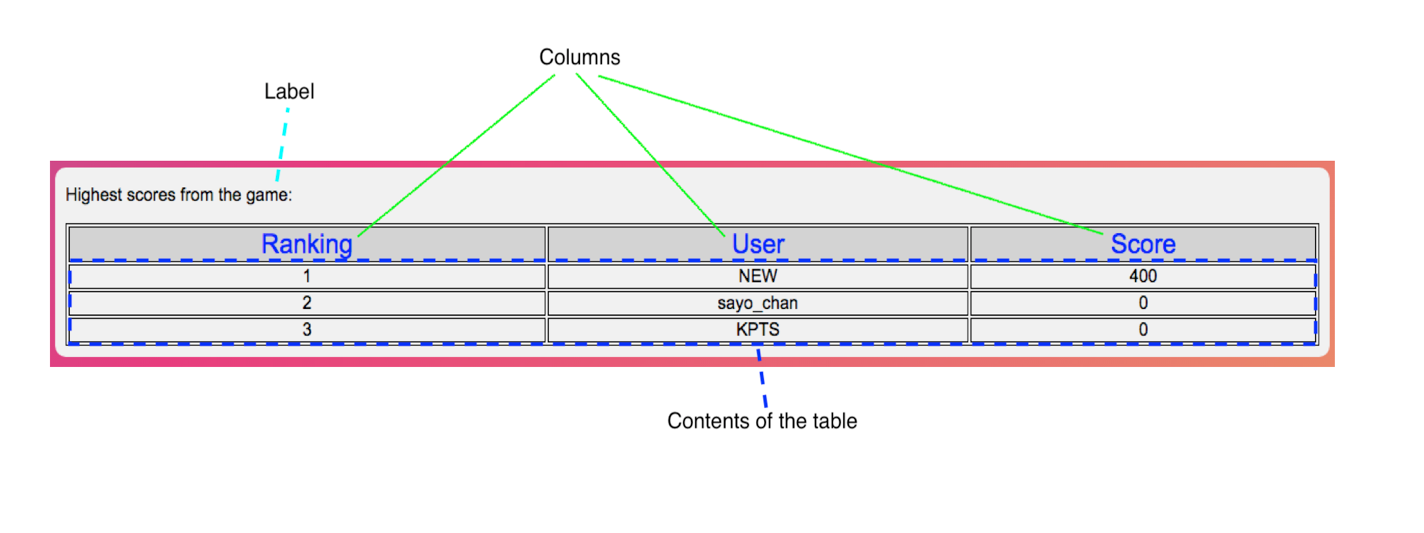 Columns
Label
Highest scores from the game:
Ranking User Score
1 NEW 400
2 sayo_chan 0
3 KPTS 0
Contents of the table